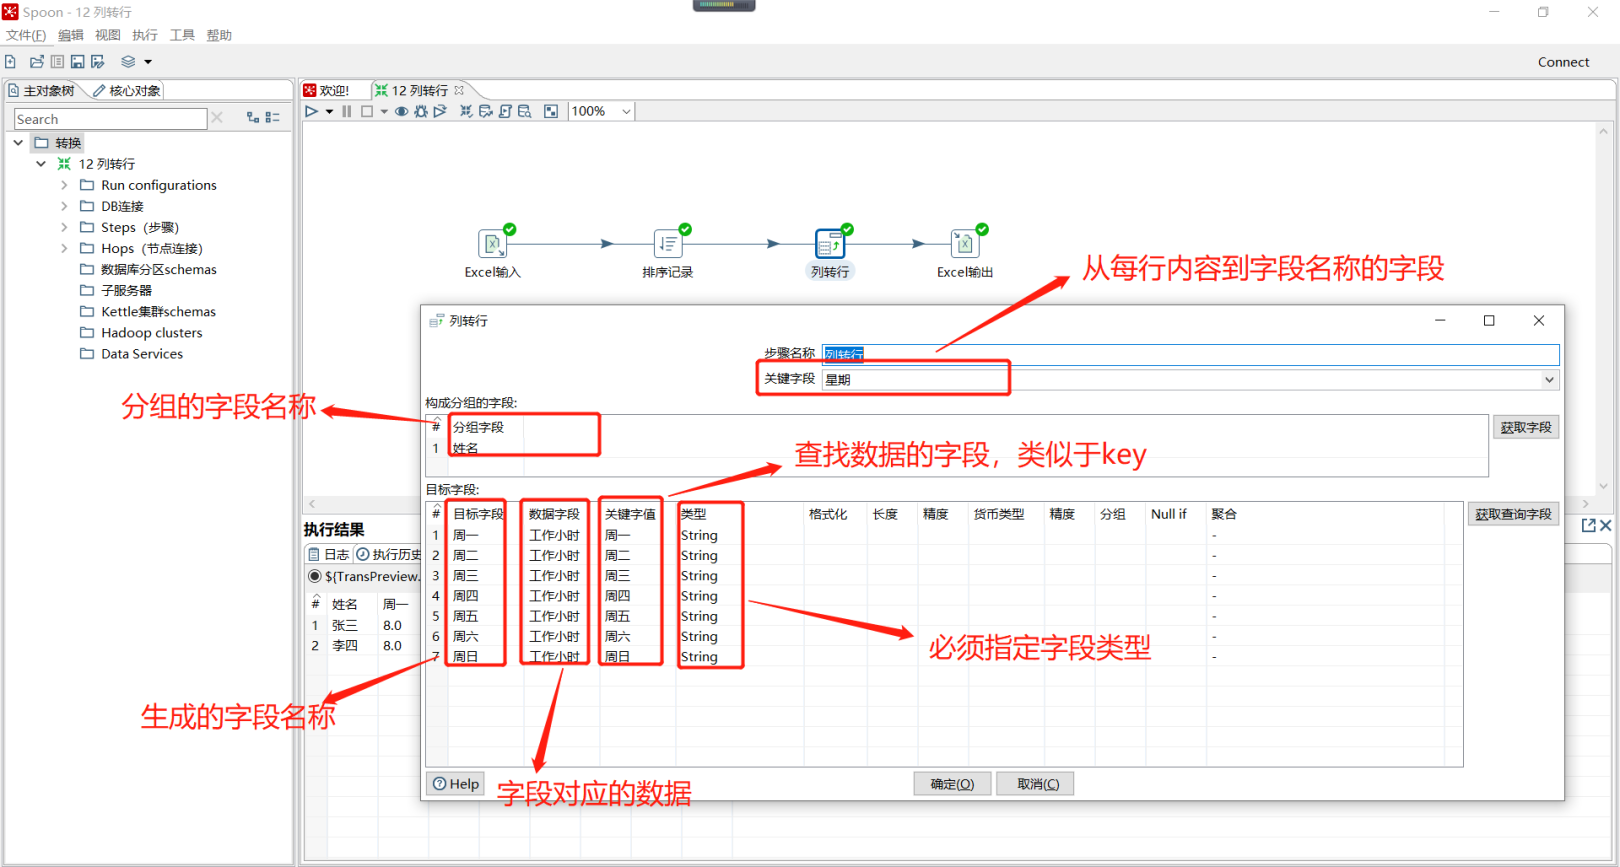 Spoon - 12 列转行
文件(F) 编辑 视图 执行 工具 帮助
Connect
主对象树 核心对象
欢迎! 12 列转行
Search
100%
转换
12 列转行
Run configurations
DB连接
Steps（步骤）
Hops（节点连接）
数据库分区schemas
子服务器
Kettle集群schemas
Hadoop clusters
Data Services
Excel输入 排序记录 列转行 Excel输出
从每行内容到字段名称的字段
列转行
步骤名称 列转行
关键字段 星期
构成分组的字段:
分组的字段名称
# 分组字段
1 姓名
获取字段
查找数据的字段，类似于key
目标字段:
# 目标字段 数据字段 关键字值 类型 格式化 长度 精度 货币类型 精度 分组 Null if 聚合
获取查询字段
1 周一 工作小时 周一 String -
2 周二 工作小时 周二 String -
3 周三 工作小时 周三 String -
4 周四 工作小时 周四 String -
5 周五 工作小时 周五 String -
6 周六 工作小时 周六 String -
7 周日 工作小时 周日 String -
必须指定字段类型
执行结果
日志 执行历史
${TransPreview.
# 姓名 周一
1 张三 8.0
2 李四 8.0
生成的字段名称
字段对应的数据
Help 确定(O) 取消(C)